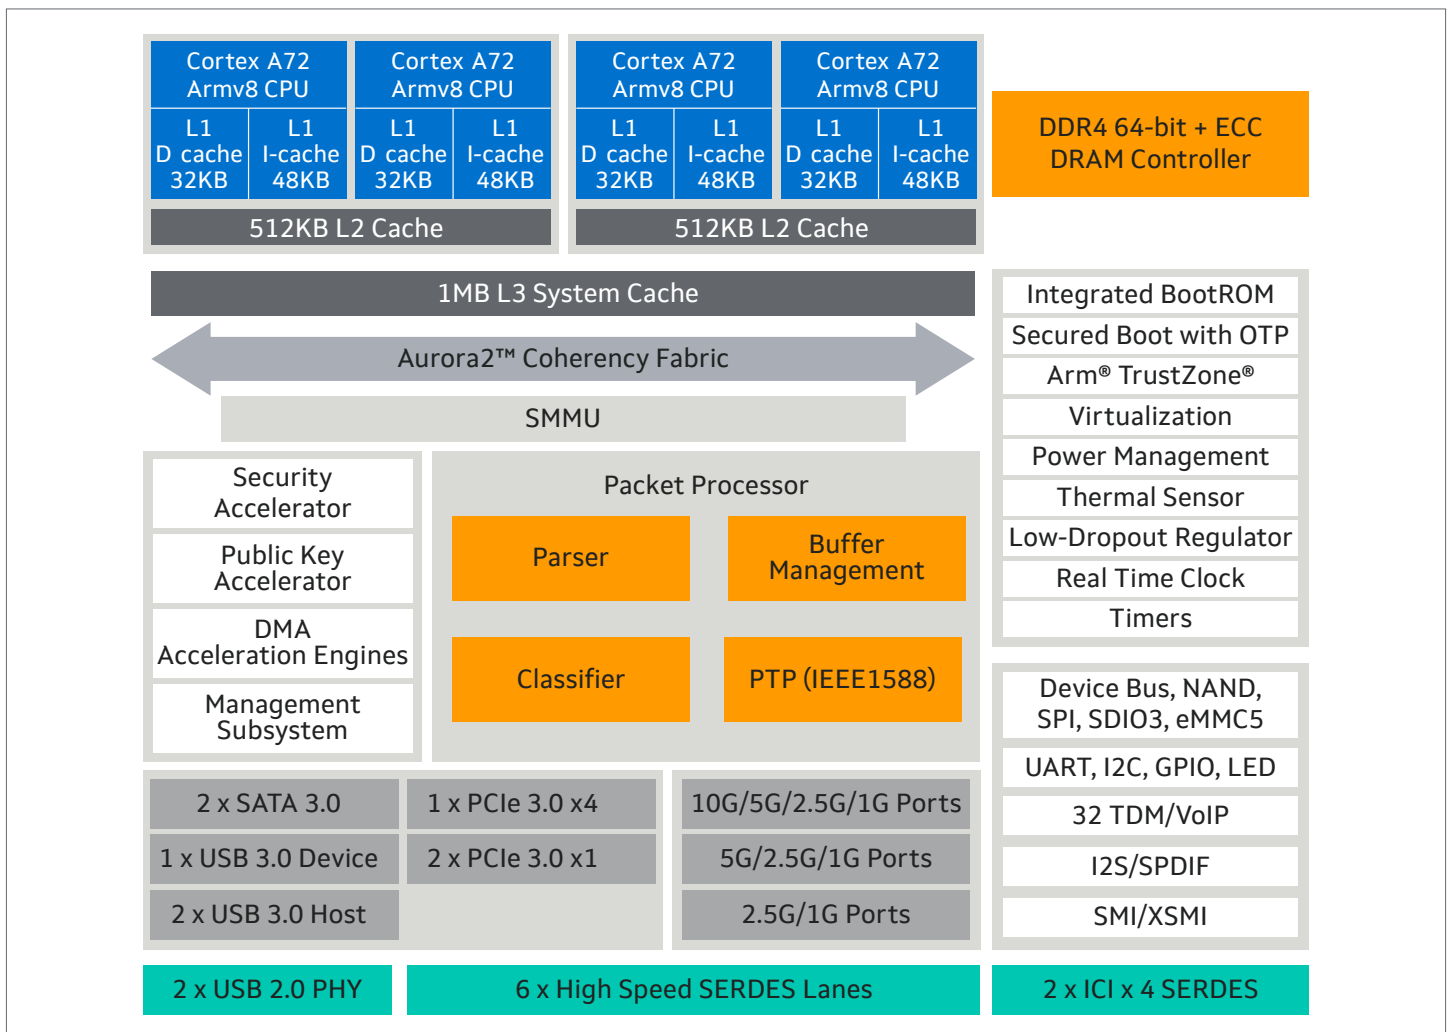 Cortex A72
Armv8 CPU
L1
D cache
32KB
L1
I-cache
48KB
Cortex A72
Armv8 CPU
L1
D cache
32KB
L1
I-cache
48KB
512KB L2 Cache
Cortex A72
Armv8 CPU
L1
D cache
32KB
L1
I-cache
48KB
Cortex A72
Armv8 CPU
L1
D cache
32KB
L1
I-cache
48KB
512KB L2 Cache
DDR4 64-bit + ECC
DRAM Controller
1MB L3 System Cache
Aurora2™ Coherency Fabric
SMMU
Security
Accelerator
Public Key
Accelerator
DMA
Acceleration Engines
Management
Subsystem
Packet Processor
Parser
Buffer
Management
Classifier
PTP (IEEE1588)
Integrated BootROM
Secured Boot with OTP
Arm® TrustZone®
Virtualization
Power Management
Thermal Sensor
Low-Dropout Regulator
Real Time Clock
Timers
Device Bus, NAND,
SPI, SDIO3, eMMC5
UART, I2C, GPIO, LED
32 TDM/VoIP
I2S/SPDIF
SMI/XSMI
2 x SATA 3.0
1 x USB 3.0 Device
2 x USB 3.0 Host
1 x PCIe 3.0 x4
2 x PCIe 3.0 x1
10G/5G/2.5G/1G Ports
5G/2.5G/1G Ports
2.5G/1G Ports
2 x USB 2.0 PHY
6 x High Speed SERDES Lanes
2 x ICI x 4 SERDES